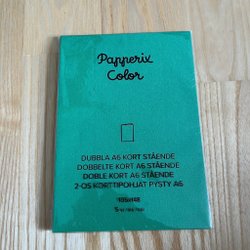 Papperix
Color
DUBBLA A6 KORT STÅENDE
DOBBELTE KORT A6 STÅENDE
DOBLE KORT A6 STÅENDE
2-OS KORTTIPOHJAT PYSTY A6